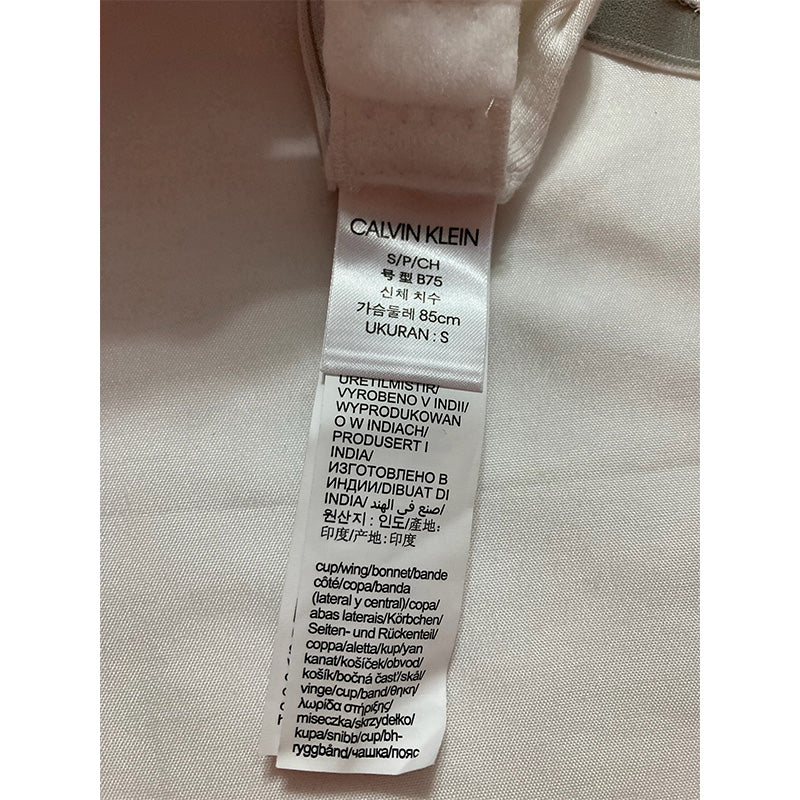 CALVIN KLEIN
S/P/CH
号型 B75
신체 치수
가슴둘레 85cm
UKURAN : S
ÜRETİLMİŞTİR/
VYROBENO V INDII/
WYPRODUKOWAN
O W INDIACH/
PRODUSERT I
INDIA/
ИЗГОТОВЛЕНО В
ИНДИИ/DIBUAT DI
INDIA/ صنع في الهند/
원산지 : 인도/產地:
印度/产地: 印度
cup/wing/bonnet/bande
côté/copa/banda
(lateral y central)/copa/
abas laterais/Körbchen/
Seiten- und Rückenteil/
coppa/aletta/kup/yan
kanat/košíček/obvod/
košík/bočná časť/skål/
vinge/cup/band/θηκη/
λωρίδα στήριξης/
miseczka/skrzydełko/
kupa/snibb/cup/bh-
ryggbånd/чашка/пояс